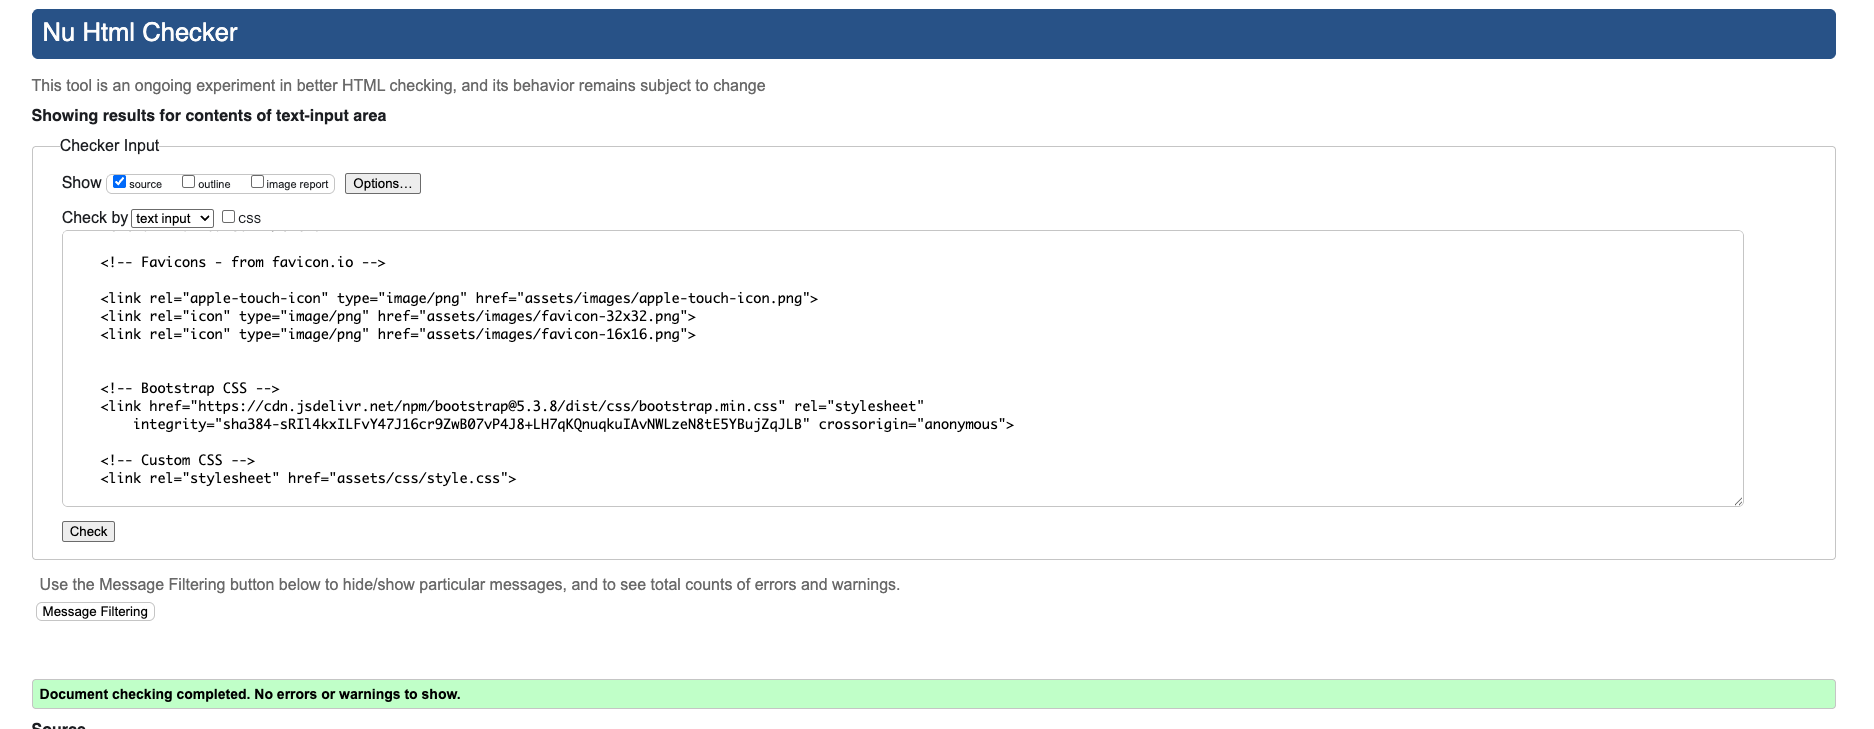 Nu Html Checker
This tool is an ongoing experiment in better HTML checking, and its behavior remains subject to change
Showing results for contents of text-input area
Checker Input
Show source outline image report Options...
Check by text input CSS
<!-- Favicons - from favicon.io -->
<link rel="apple-touch-icon" type="image/png" href="assets/images/apple-touch-icon.png">
<link rel="icon" type="image/png" href="assets/images/favicon-32x32.png">
<link rel="icon" type="image/png" href="assets/images/favicon-16x16.png">
<!-- Bootstrap CSS -->
<link href="https://cdn.jsdelivr.net/npm/bootstrap@5.3.8/dist/css/bootstrap.min.css" rel="stylesheet"
integrity="sha384-sRIl4kxILFvY47J16cr9ZwB07vP4J8+LH7qKQnuqkuIAvNWLzeN8tE5YBujZqJLB" crossorigin="anonymous">
<!-- Custom CSS -->
<link rel="stylesheet" href="assets/css/style.css">
Check
Use the Message Filtering button below to hide/show particular messages, and to see total counts of errors and warnings.
Message Filtering
Document checking completed. No errors or warnings to show.
Source